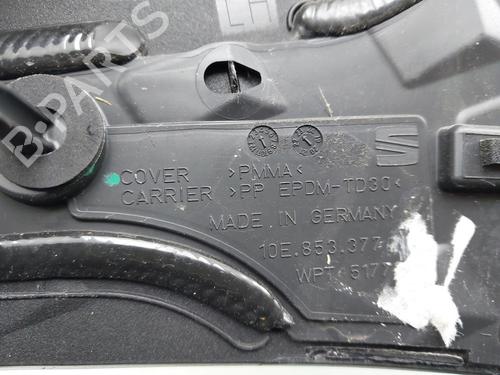 LH
B-PARTS
COVER >PMMA<
CARRIER >PP EPDM-TD30<
MADE IN GERMANY
10E.853.377
WPT 5177